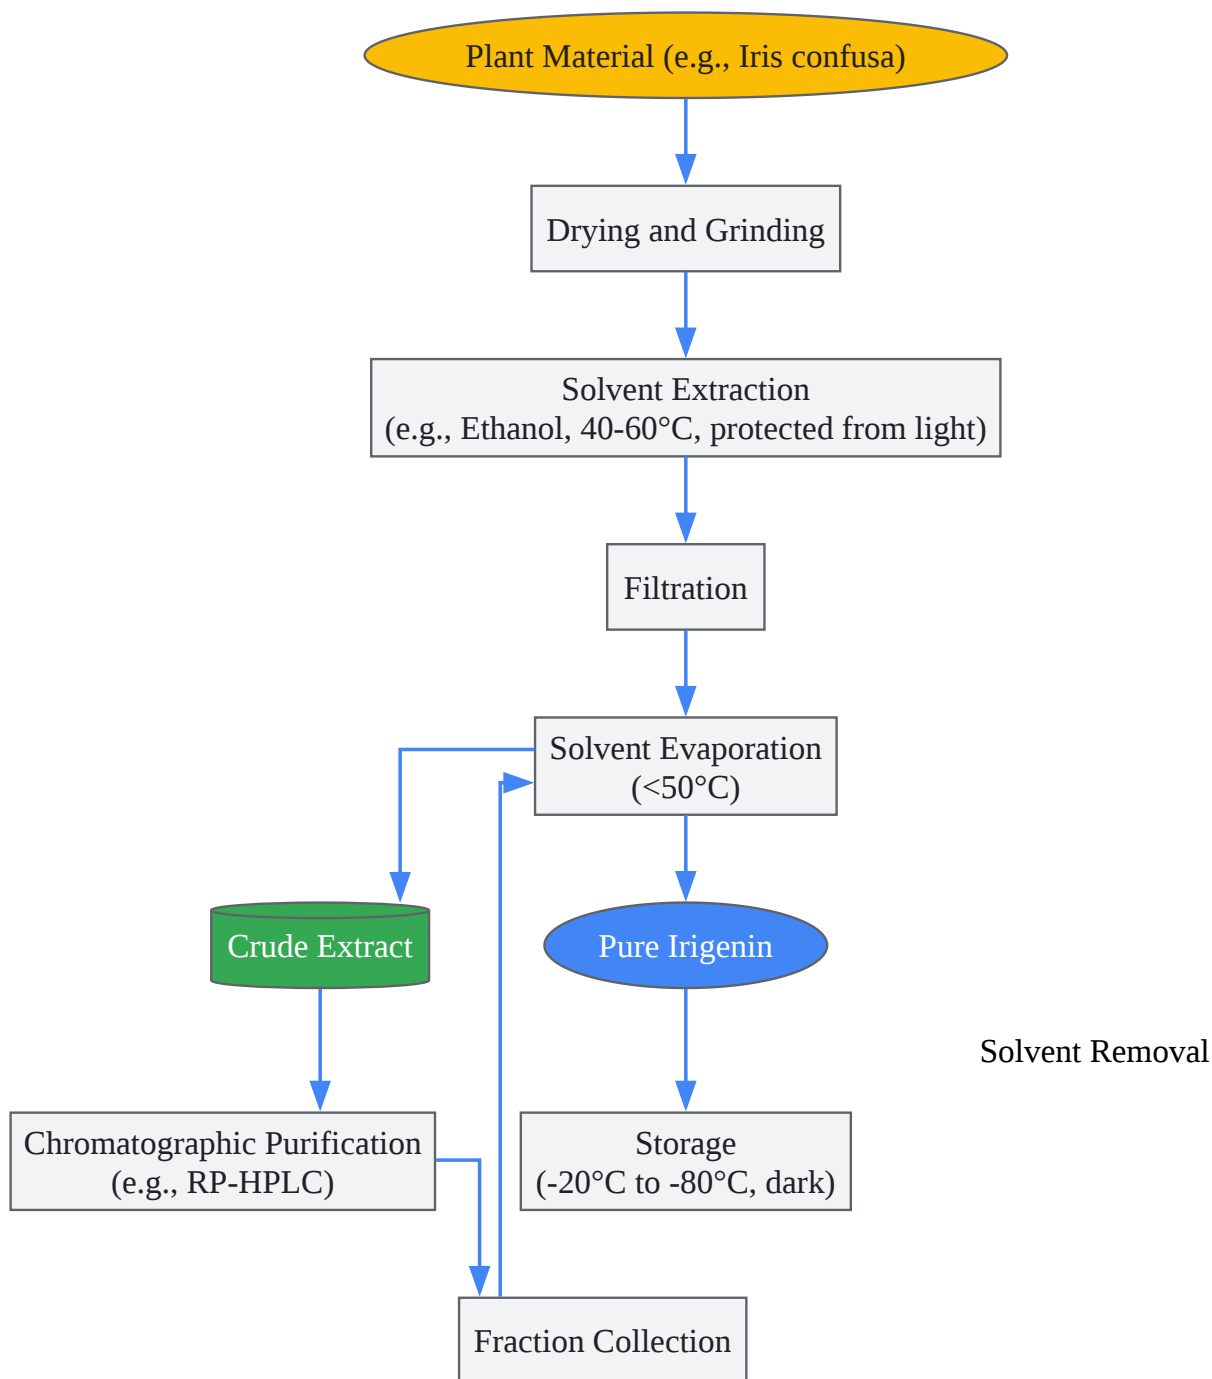 Plant Material (e.g., Iris confusa)
Drying and Grinding
Solvent Extraction
(e.g., Ethanol, 40-60°C, protected from light)
Filtration
Solvent Evaporation
(<50°C)
Crude Extract
Pure Irigenin
Solvent Removal
Chromatographic Purification
(e.g., RP-HPLC)
Storage
(-20°C to -80°C, dark)
Fraction Collection